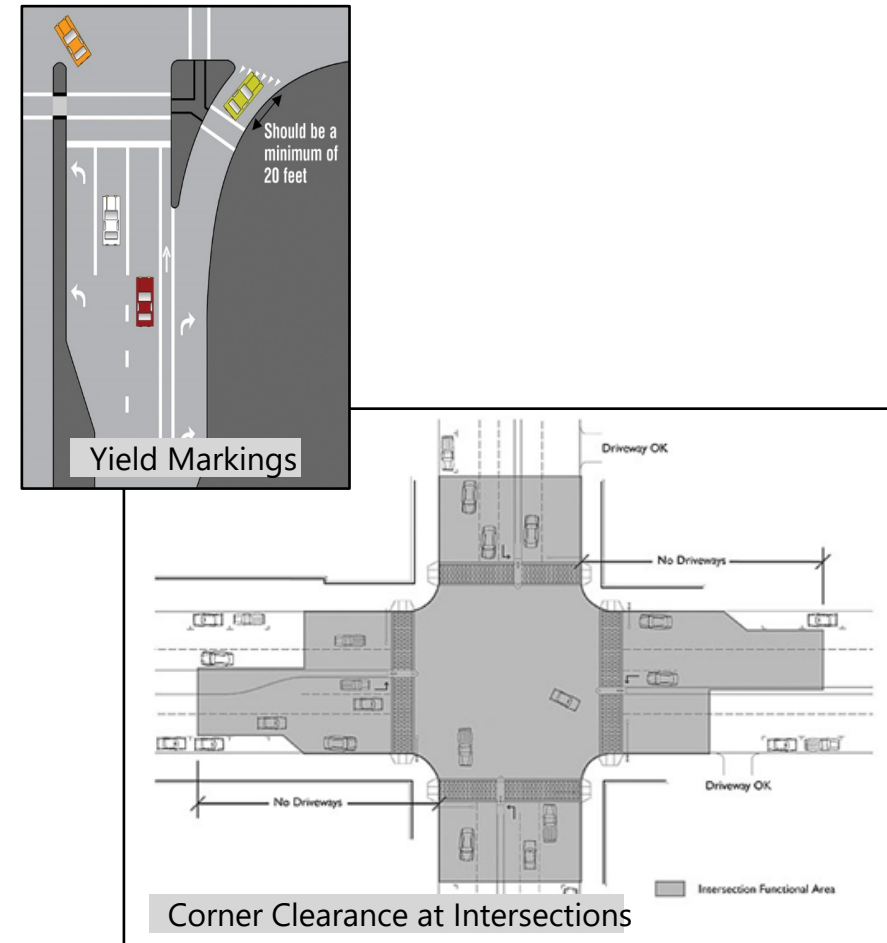 Should be a
minimum of
20 feet
Yield Markings
Driveway OK
No Driveways
No Driveways
Driveway OK
Intersection Functional Area
Corner Clearance at Intersections